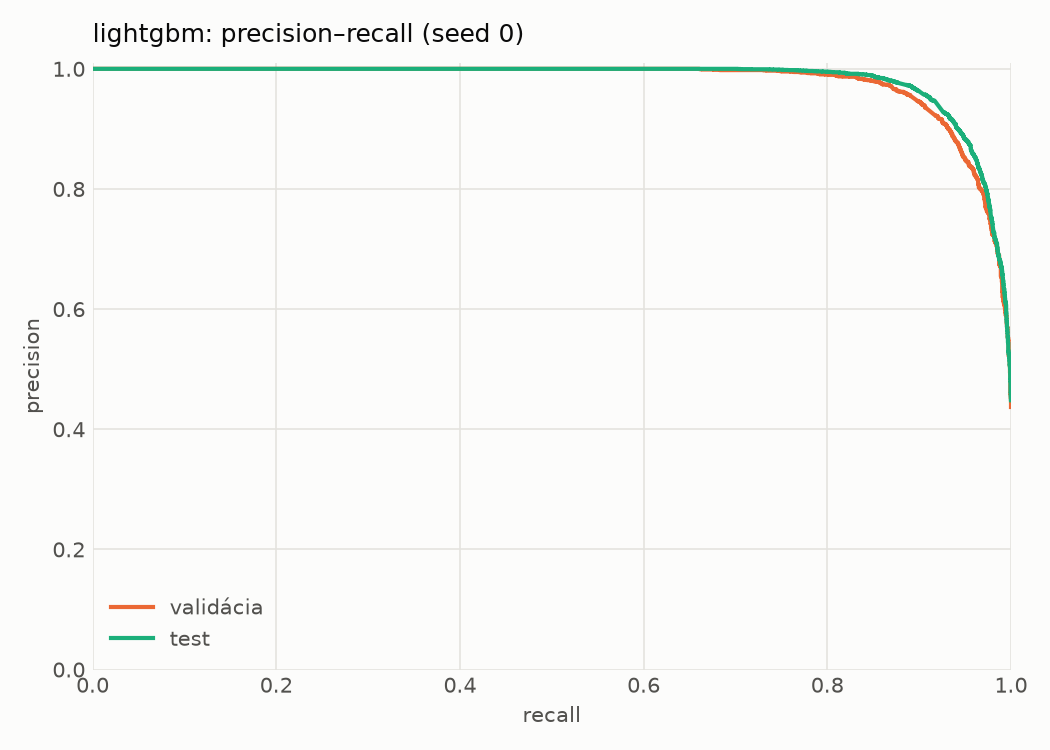 lightgbm: precision–recall (seed 0)
1.0
0.8
0.6
0.4
0.2
0.0
precision
validácia
test
0.0 0.2 0.4 0.6 0.8 1.0
recall